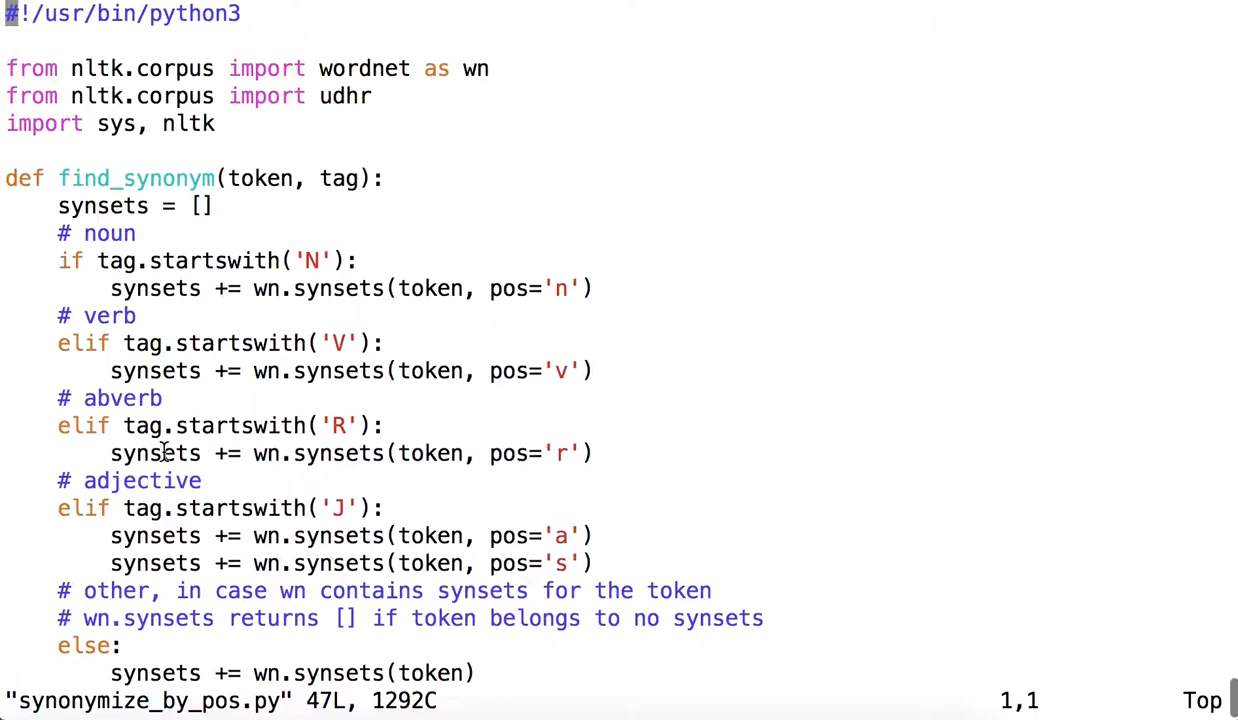 #!/usr/bin/python3
from nltk.corpus import wordnet as wn
from nltk.corpus import udhr
import sys, nltk
def find_synonym(token, tag):
    synsets = []
    # noun
    if tag.startswith('N'):
        synsets += wn.synsets(token, pos='n')
    # verb
    elif tag.startswith('V'):
        synsets += wn.synsets(token, pos='v')
    # abverb
    elif tag.startswith('R'):
        synsets += wn.synsets(token, pos='r')
    # adjective
    elif tag.startswith('J'):
        synsets += wn.synsets(token, pos='a')
        synsets += wn.synsets(token, pos='s')
    # other, in case wn contains synsets for the token
    # wn.synsets returns [] if token belongs to no synsets
    else:
        synsets += wn.synsets(token)
"synonymize_by_pos.py" 47L, 1292C 1,1 Top